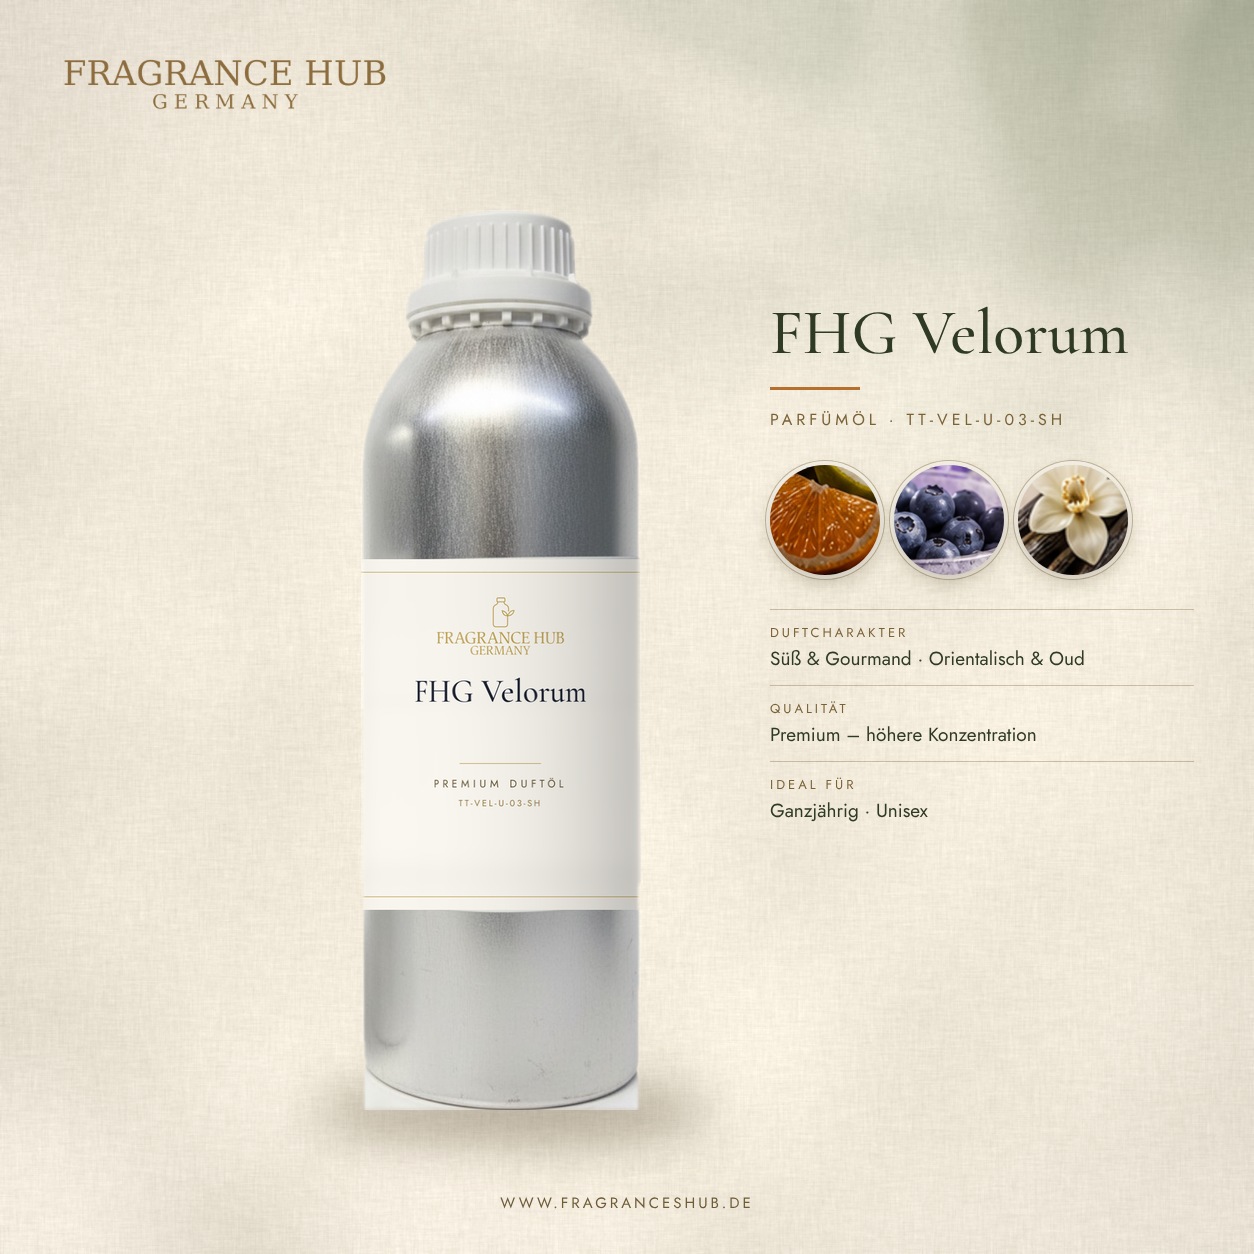 FRAGRANCE HUB
GERMANY
FHG Velorum
PARFÜMÖL · TT-VEL-U-03-SH
DUFTCHARAKTER
Süß & Gourmand · Orientalisch & Oud
QUALITÄT
Premium – höhere Konzentration
IDEAL FÜR
Ganzjährig · Unisex
FRAGRANCE HUB
GERMANY
FHG Velorum
PREMIUM DUFTÖL
TT-VEL-U-03-SH
WWW.FRAGRANCESHUB.DE